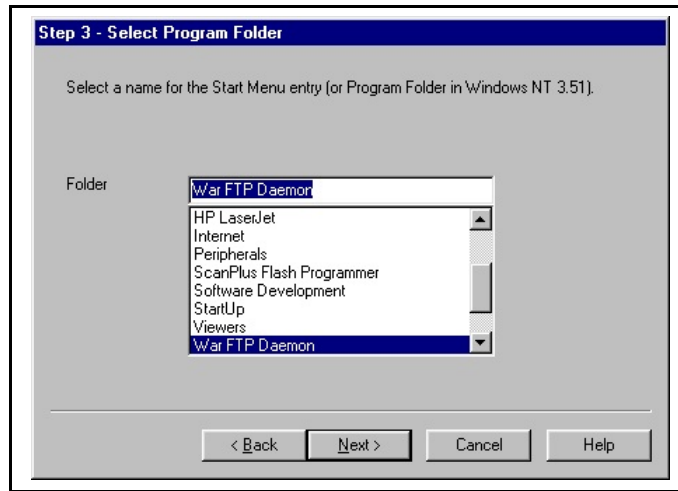 Step 3 - Select Program Folder
Select a name for the Start Menu entry (or Program Folder in Windows NT 3.51).
Folder
War FTP Daemon
HP LaserJet
Internet
Peripherals
ScanPlus Flash Programmer
Software Development
StartUp
Viewers
War FTP Daemon
< Back Next > Cancel Help